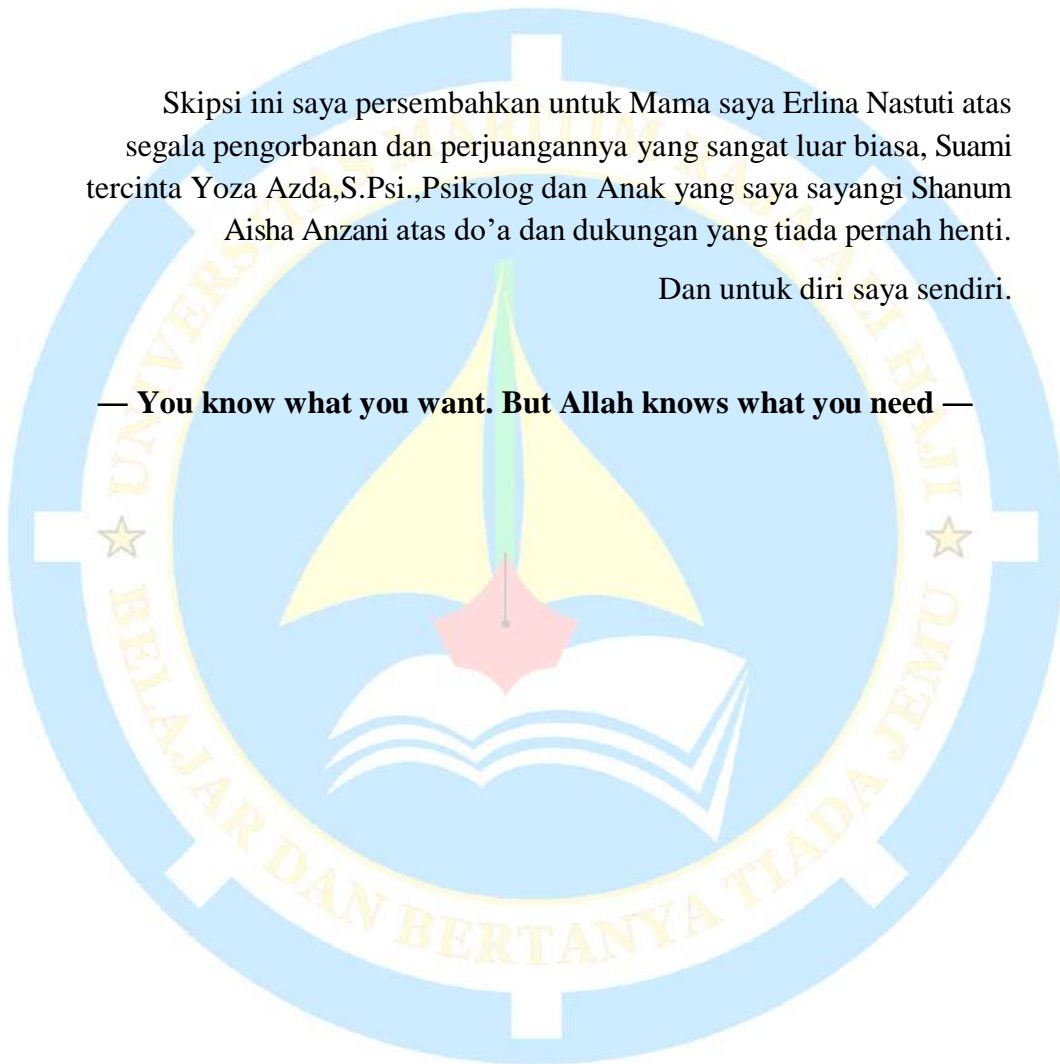 Skipsi ini saya persembahkan untuk Mama saya Erlina Nastuti atas
segala pengorbanan dan perjuangannya yang sangat luar biasa, Suami
tercinta Yoza Azda,S.Psi.,Psikolog dan Anak yang saya sayangi Shanum
Aisha Anzani atas do’a dan dukungan yang tiada pernah henti.
Dan untuk diri saya sendiri.
— You know what you want. But Allah knows what you need —
UNIVERSITAS MARITIM RAJA ALI HAJI
BELAJAR DAN BERTANYA TIADA JEMU